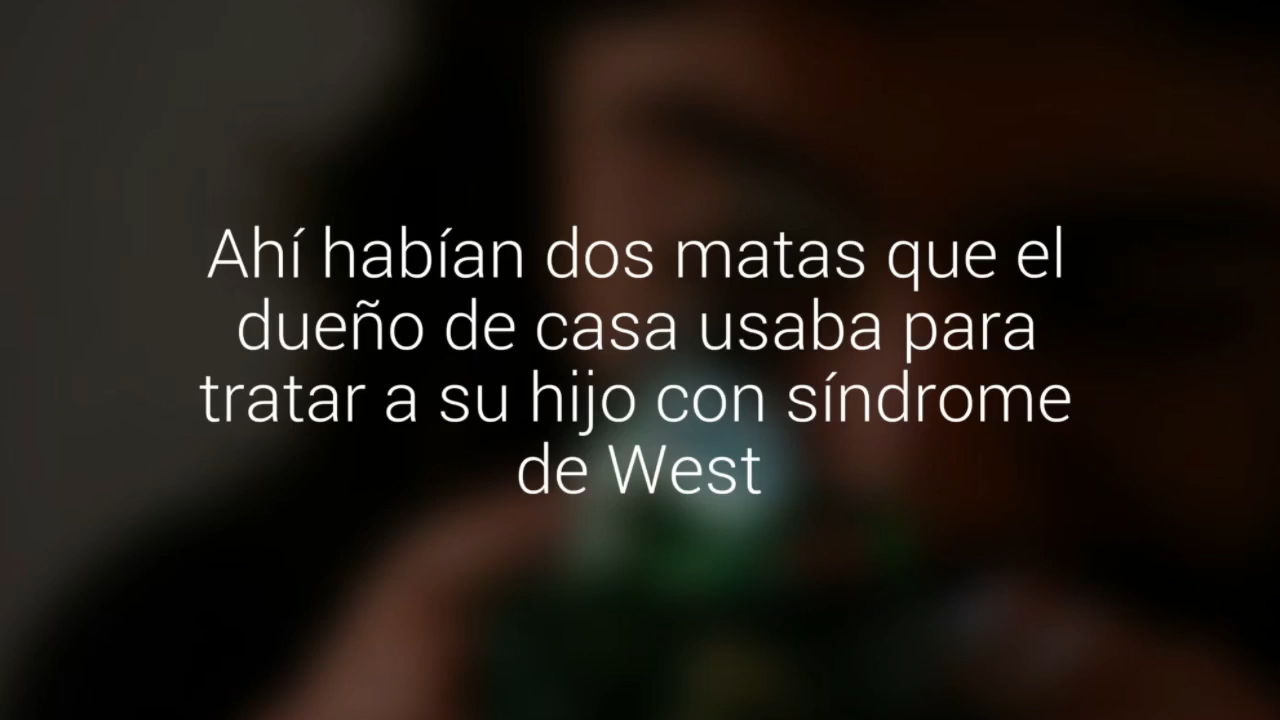 Ahí habían dos matas que el
dueño de casa usaba para
tratar a su hijo con síndrome
de West